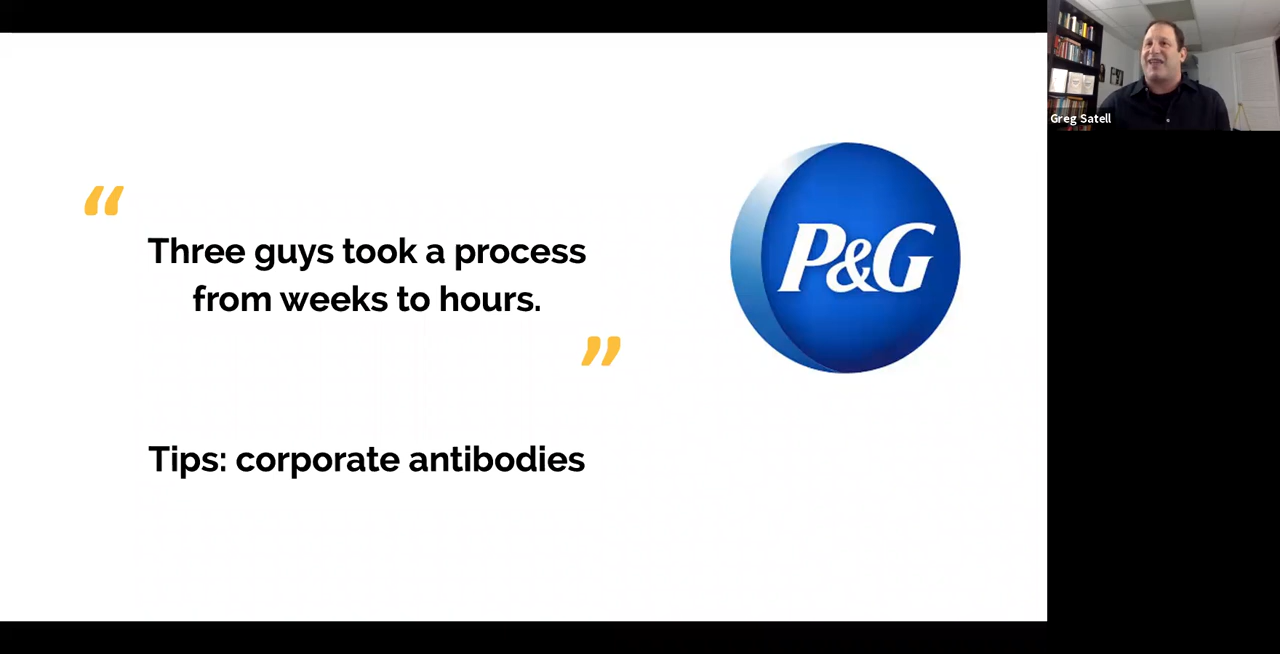 “
Three guys took a process
from weeks to hours.
”
Tips: corporate antibodies
P&G
Greg Satell